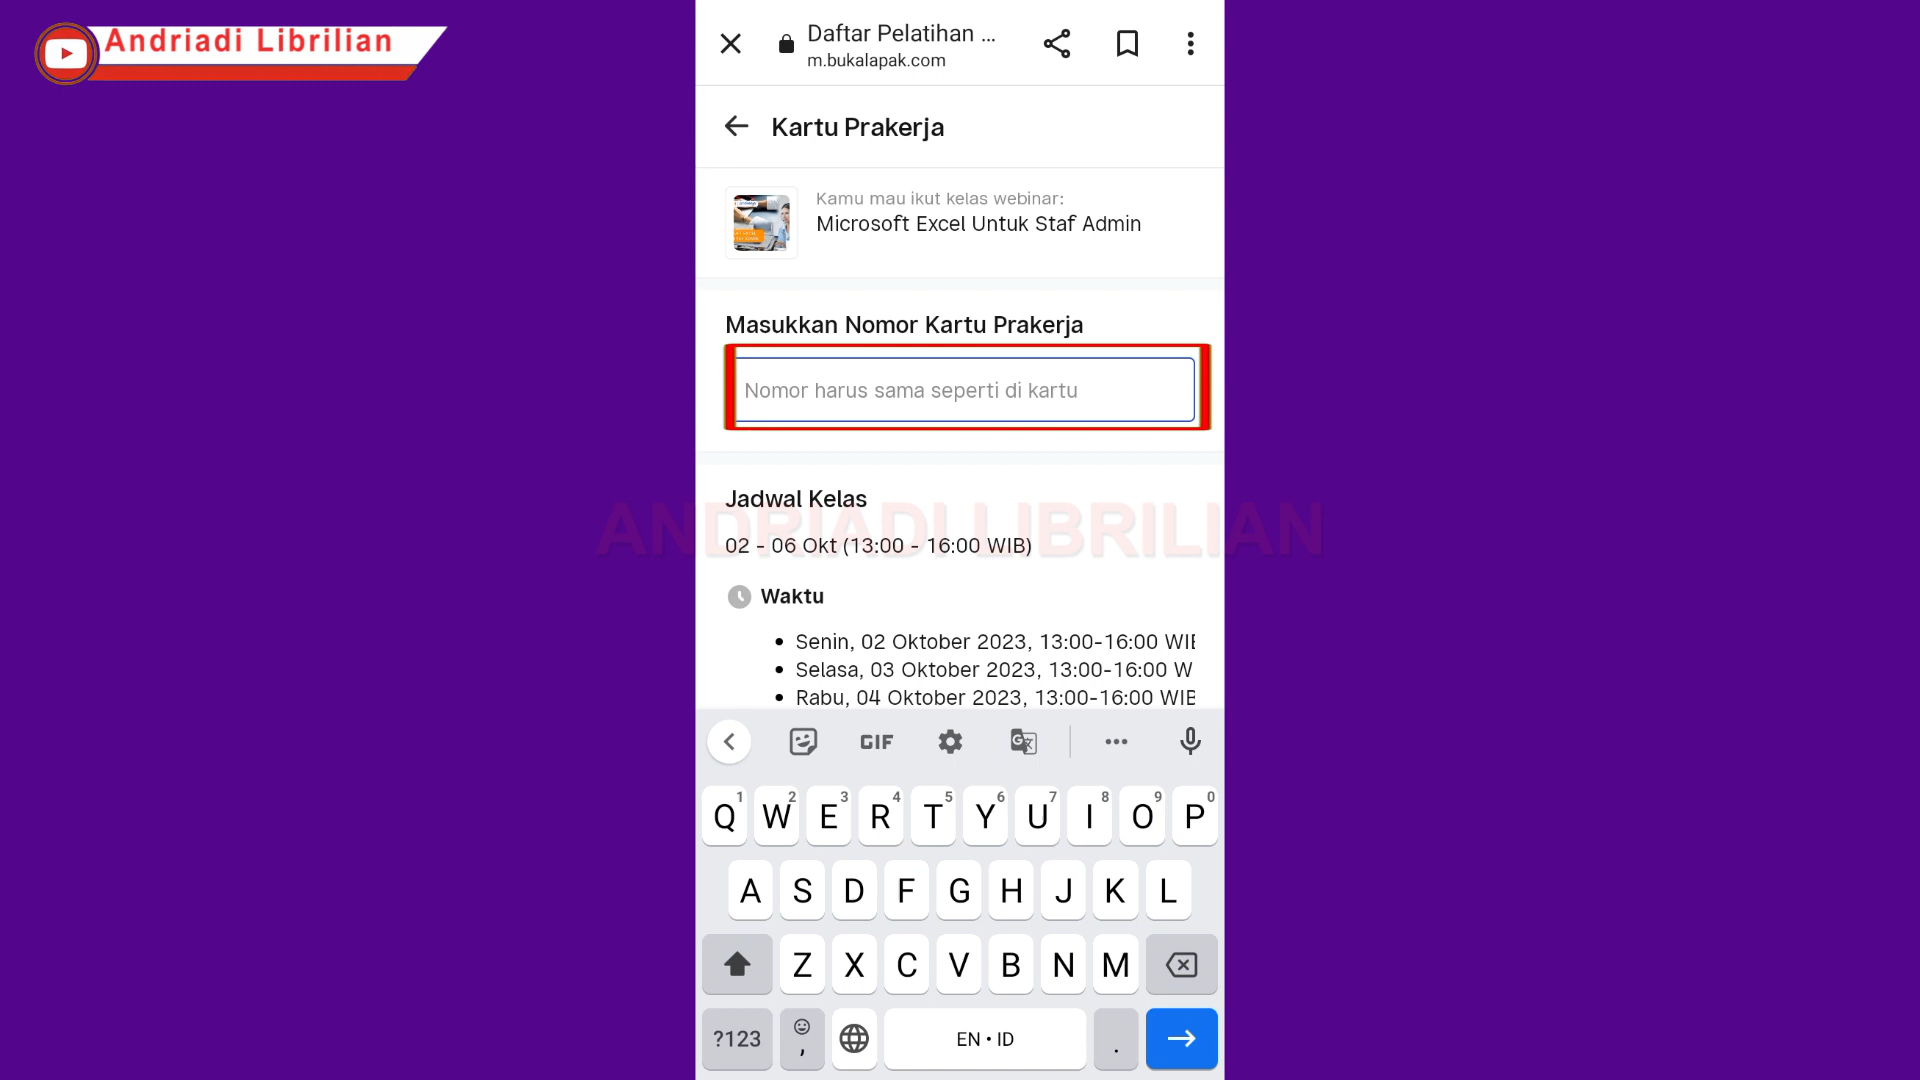 Andriadi Librilian
Daftar Pelatihan ...
m.bukalapak.com
Kartu Prakerja
Kamu mau ikut kelas webinar:
Microsoft Excel Untuk Staf Admin
Masukkan Nomor Kartu Prakerja
Nomor harus sama seperti di kartu
Jadwal Kelas
ANDRIADI LIBRILIAN
02 - 06 Okt (13:00 - 16:00 WIB)
Waktu
• Senin, 02 Oktober 2023, 13:00-16:00 WIB
• Selasa, 03 Oktober 2023, 13:00-16:00 W
• Rabu, 04 Oktober 2023, 13:00-16:00 WIB
GIF
1 2 3 4 5 6 7 8 9 0
Q W E R T Y U I O P
A S D F G H J K L
Z X C V B N M
?123 , EN • ID .